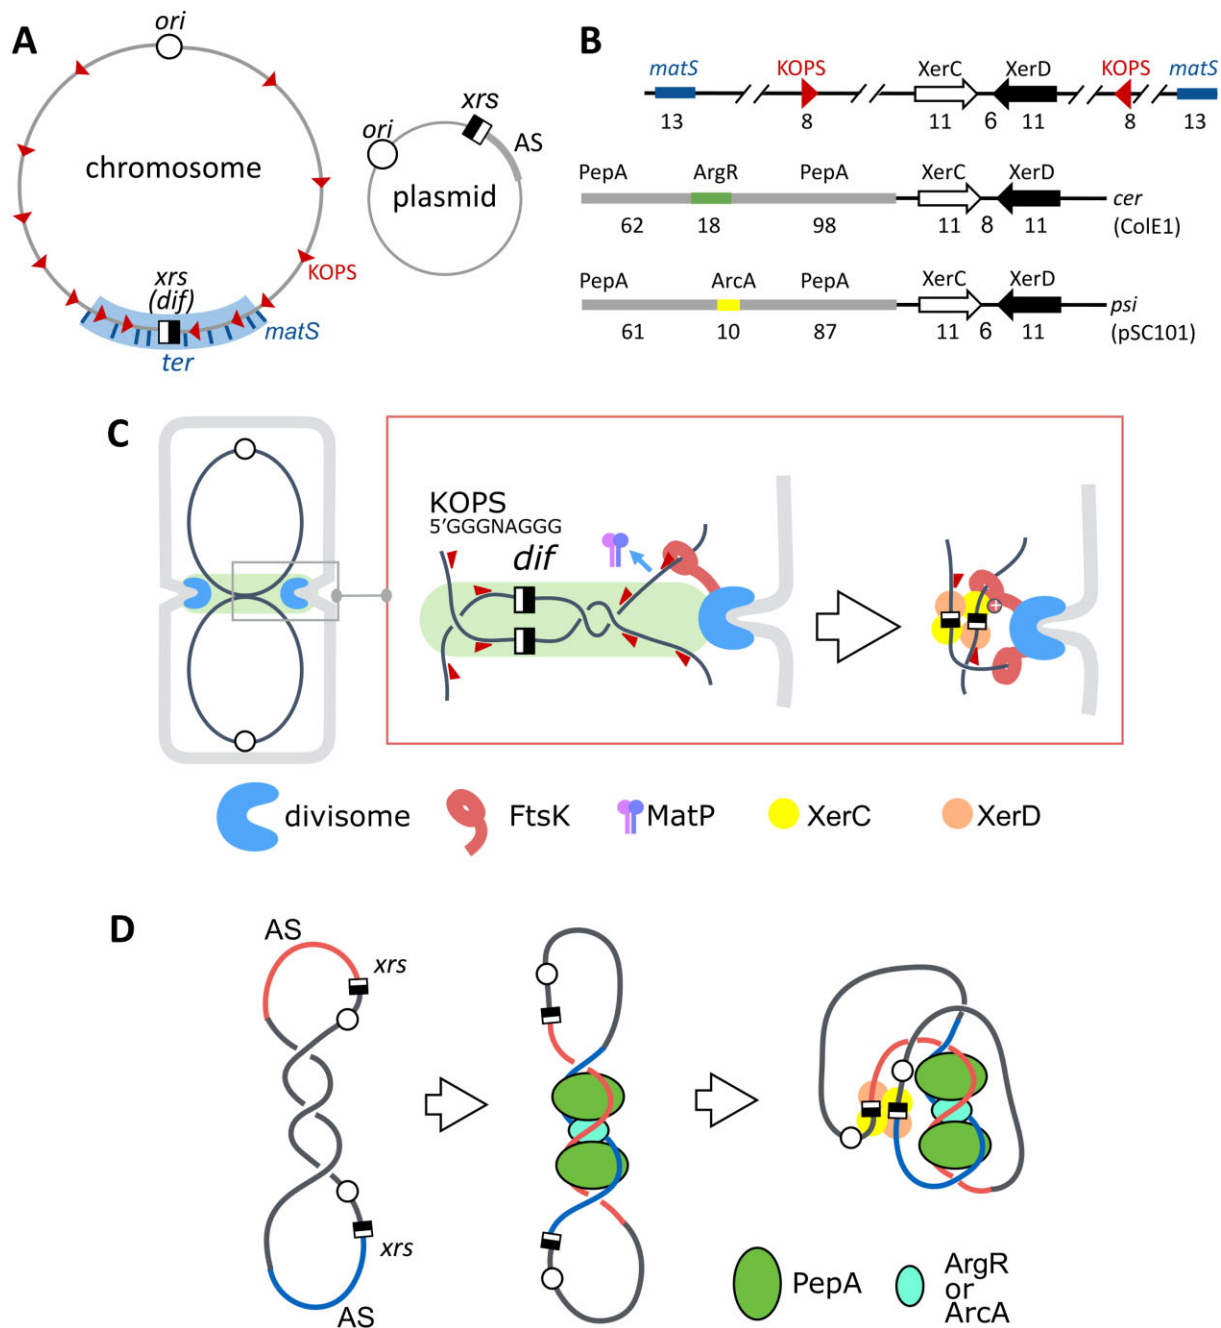 A
ori
chromosome
xrs
(dif)
KOPS
matS
ter
ori
xrs
AS
plasmid
B
matS KOPS XerC XerD KOPS matS
13 8 11 6 11 8 13
PepA ArgR PepA XerC XerD
cer
(ColE1)
62 18 98 11 8 11
PepA ArcA PepA XerC XerD
psi
(pSC101)
61 10 87 11 6 11
C
KOPS
5'GGGNAGGG
dif
+
divisome FtsK MatP XerC XerD
D
AS
xrs
xrs
AS
PepA
ArgR
or
ArcA